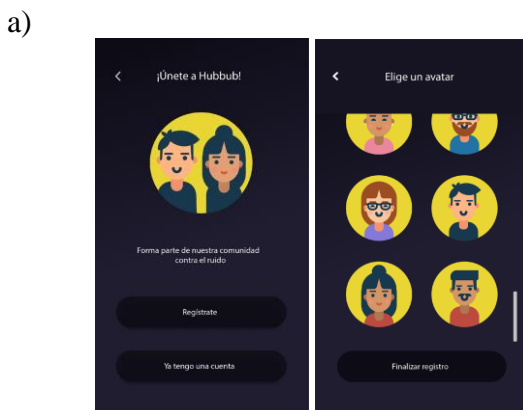 a)
¡Únete a Hubbub!
Forma parte de nuestra comunidad
contra el ruido
Regístrate
Ya tengo una cuenta
Elige un avatar
Finalizar registro